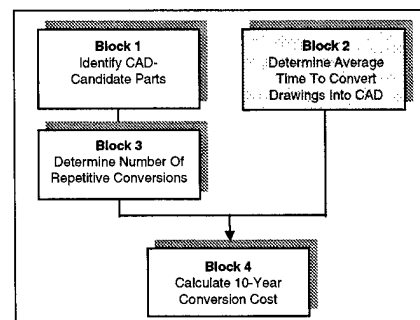 Block 1
Identify CAD-
Candidate Parts
Block 2
Determine Average
Time To Convert
Drawings Into CAD
Block 3
Determine Number Of
Repetitive Conversions
Block 4
Calculate 10-Year
Conversion Cost